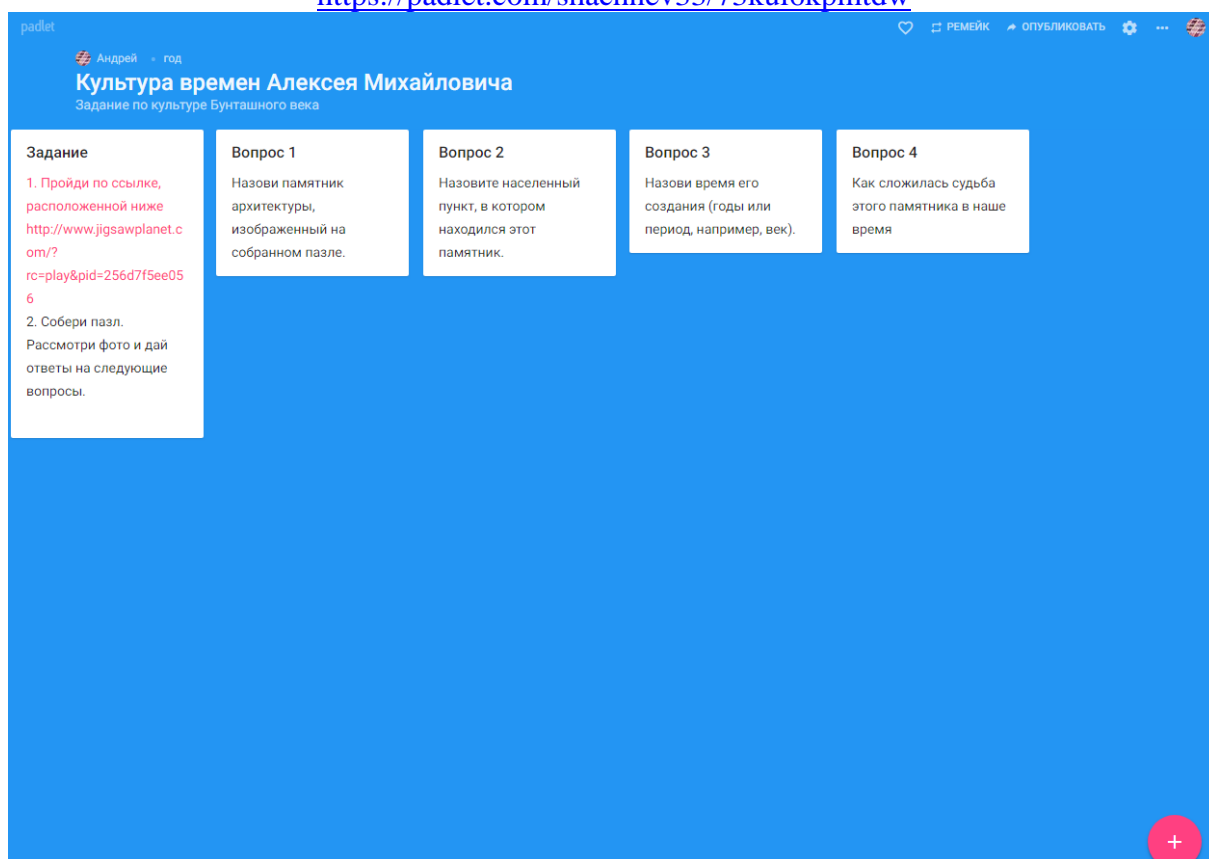 padlet
РЕМЕЙК
ОПУБЛИКОВАТЬ
Андрей • год
Культура времен Алексея Михайловича
Задание по культуре Бунташного века
Задание
1. Пройди по ссылке,
расположенной ниже
http://www.jigsawplanet.c
om/?
rc=play&pid=256d7f5ee05
6
2. Собери пазл.
Рассмотри фото и дай
ответы на следующие
вопросы.
Вопрос 1
Назови памятник
архитектуры,
изображенный на
собранном пазле.
Вопрос 2
Назовите населенный
пункт, в котором
находился этот
памятник.
Вопрос 3
Назови время его
создания (годы или
период, например, век).
Вопрос 4
Как сложилась судьба
этого памятника в наше
время